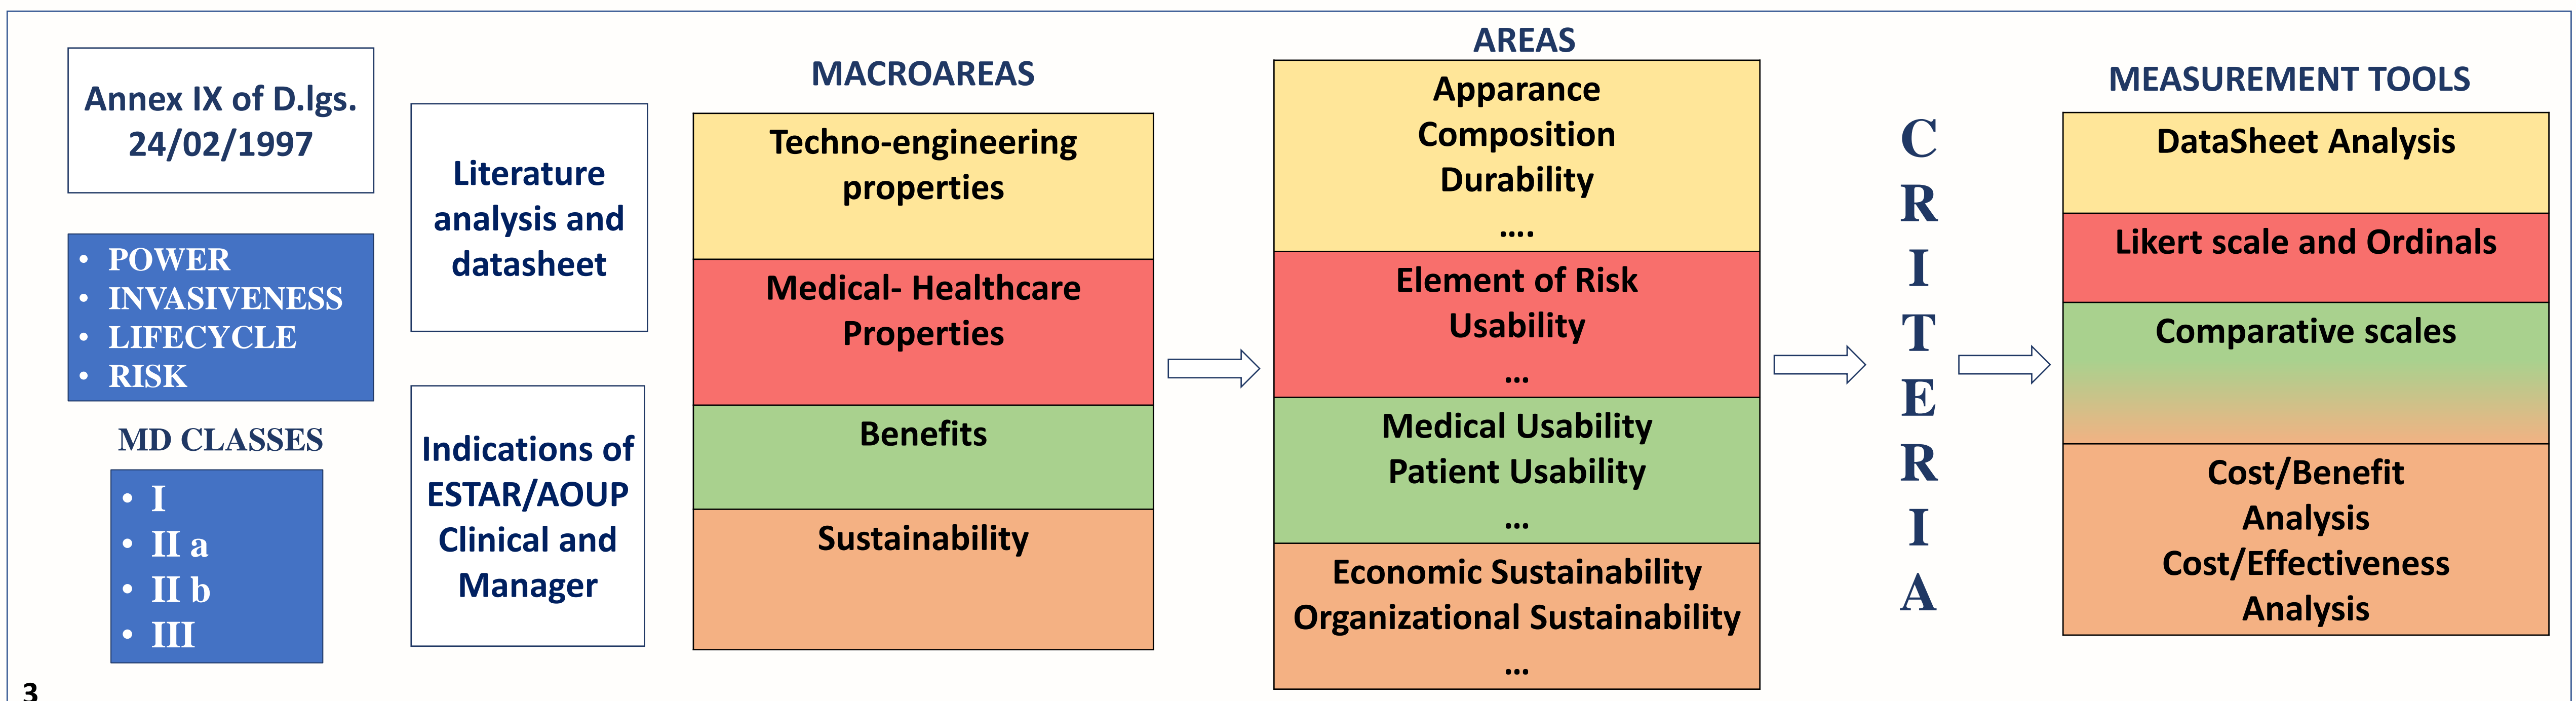 Annex IX of D.lgs.
24/02/1997
• POWER
• INVASIVENESS
• LIFECYCLE
• RISK
MD CLASSES
• I
• II a
• II b
• III
Literature
analysis and
datasheet
Indications of
ESTAR/AOUP
Clinical and
Manager
MACROAREAS
Techno-engineering
properties
Medical- Healthcare
Properties
Benefits
Sustainability
AREAS
Apparance
Composition
Durability
....
Element of Risk
Usability
...
Medical Usability
Patient Usability
...
Economic Sustainability
Organizational Sustainability
...
C
R
I
T
E
R
I
A
MEASUREMENT TOOLS
DataSheet Analysis
Likert scale and Ordinals
Comparative scales
Cost/Benefit
Analysis
Cost/Effectiveness
Analysis
3